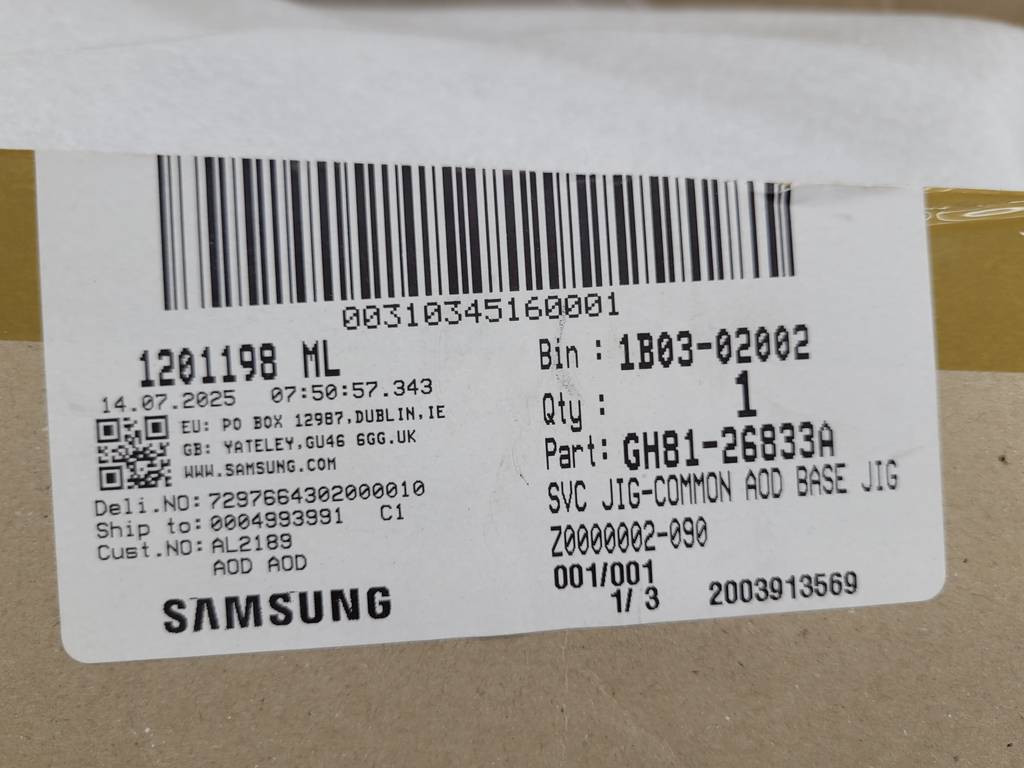 00310345160001
1201198 ML
14.07.2025 07:50:57.343
EU: PO BOX 12987,DUBLIN,IE
GB: YATELEY,GU46 6GG.UK
WWW.SAMSUNG.COM
Deli.NO: 7297664302000010
Ship to: 0004993991 C1
Cust.NO: AL2189
AOD AOD
SAMSUNG
Bin : 1B03-02002
Qty : 1
Part: GH81-26833A
SVC JIG-COMMON AOD BASE JIG
Z0000002-090
001/001
1/ 3 2003913569